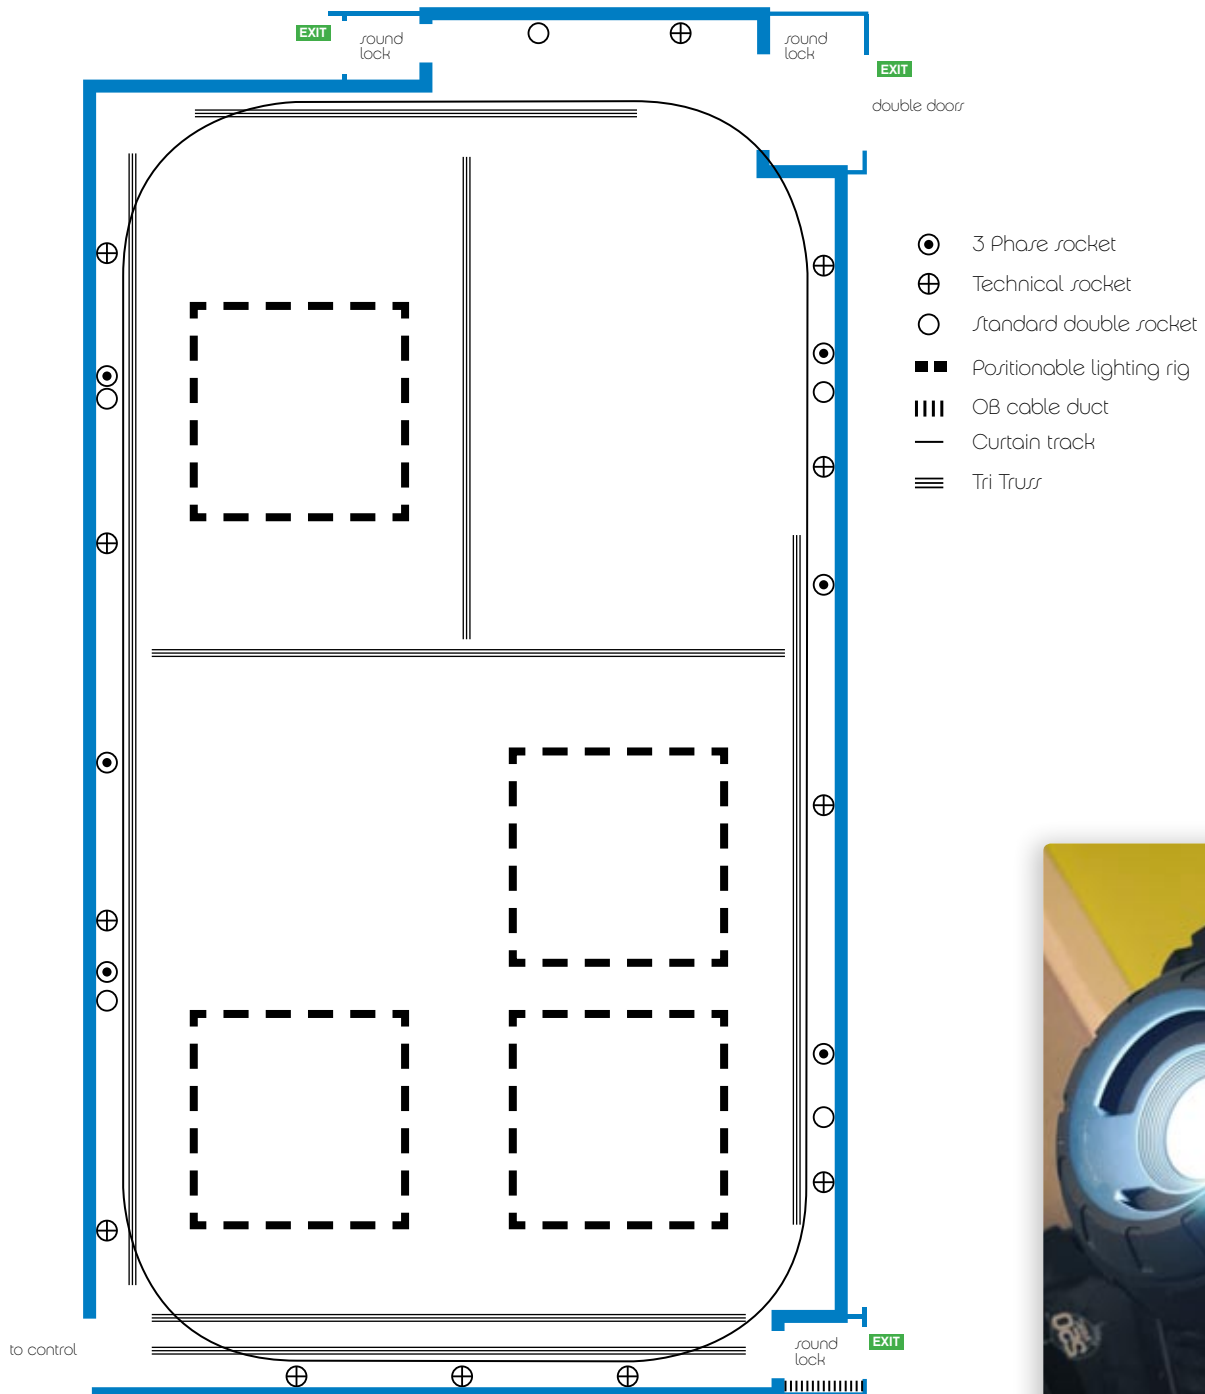 EXIT
sound
lock
sound
lock
EXIT
double doors
3 Phase socket
Technical socket
Standard double socket
Positionable lighting rig
OB cable duct
Curtain track
Tri Truss
to control
sound
lock
EXIT